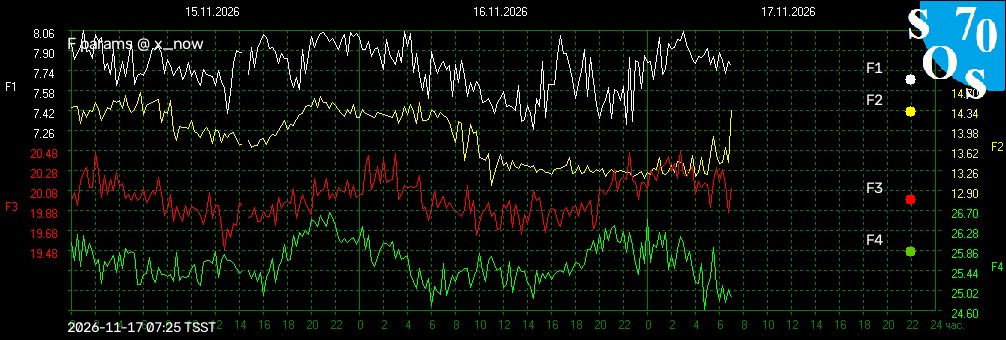 15.11.2026 16.11.2026 17.11.2026
SOS 70
F params @ x_now
8.06
7.90
7.74
7.58
7.42
7.26
F1
20.48
20.28
20.08
19.88
19.68
19.48
F3
F1
F2
F3
F4
14.34
13.98
13.62
13.26
12.90
F2
26.70
26.28
25.86
25.44
25.02
24.60
F4
2026-11-17 07:25 TSST
14 16 18 20 22 0 2 4 6 8 10 12 14 16 18 20 22 0 2 4 6 8 10 12 14 16 18 20 22 24 час.